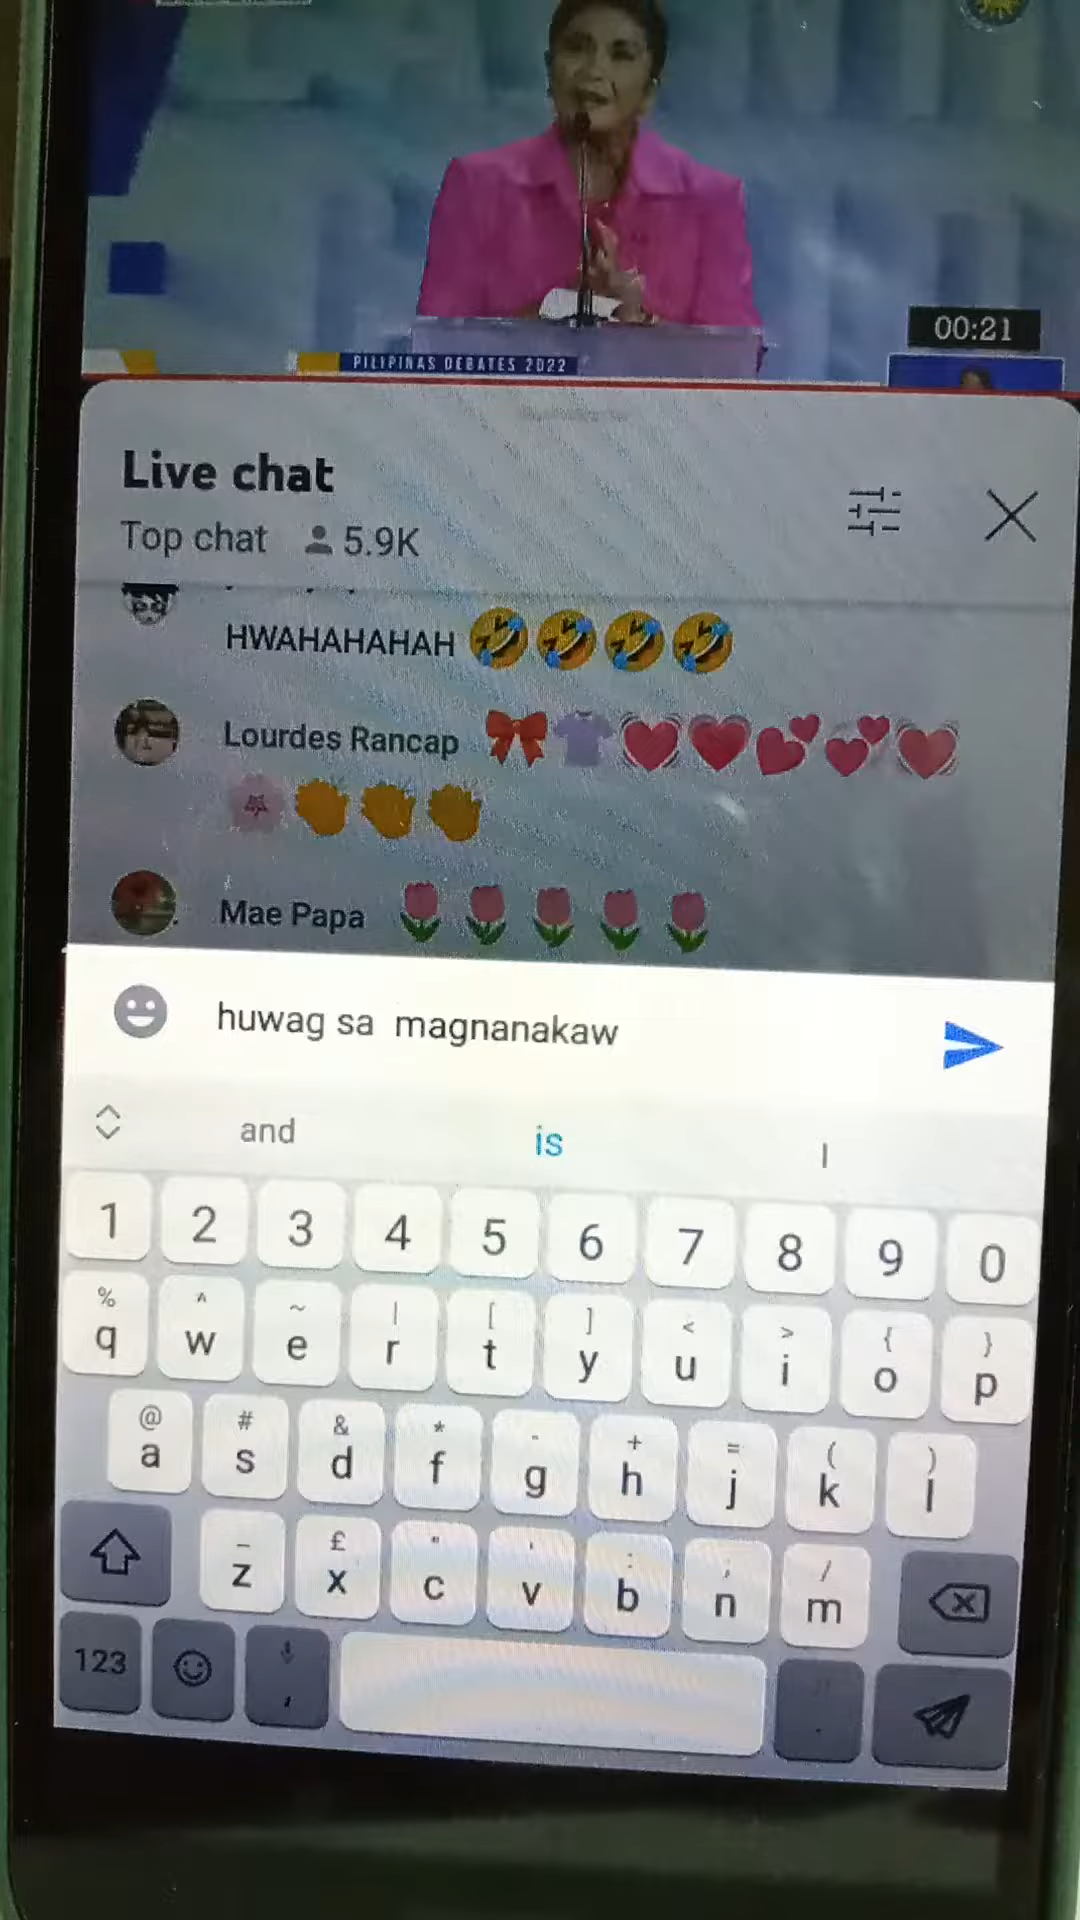 00:21
PILIPINAS DEBATES 2022
Live chat
Top chat 5.9K
HWAHAHAHAH 🤣🤣🤣🤣
Lourdes Rancap 🎀👚💓❤️💕💞💓
🌸👏👏👏
Mae Papa 🌷🌷🌷🌷🌷
huwag sa  magnanakaw
and is I
1 2 3 4 5 6 7 8 9 0
% ^ ~ | [ ] < > { }
q w e r t y u i o p
@ # & * - + = ( )
a s d f g h j k l
_ £ " ' : ; /
z x c v b n m
123 , .